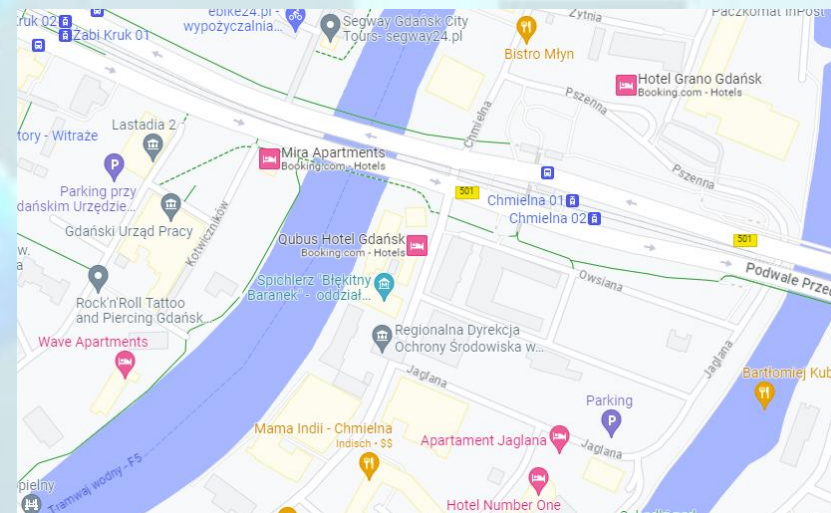 ebike24.pl -
wypożyczalnia...
Segway Gdańsk City
Tours- segway24.pl
Żytnia
Paczkomat InPost
ruk 02
Żabi Kruk 01
Bistro Młyn
Hotel Grano Gdańsk
Booking.com - Hotels
Pszenna
Chmielna
Lastadia 2
tory - Witraże
Mira Apartments
Booking.com - Hotels
Pszenna
Parking przy
dańskim Urzędzie...
501
Chmielna 01
Chmielna 02
Gdański Urząd Pracy
Kotwiczników
Qubus Hotel Gdańsk
Booking.com - Hotels
501
w.
a
Podwale Przed
Spichlerz "Błękitny
Baranek" - oddział...
Owsiana
Rock'n'Roll Tattoo
and Piercing Gdańsk...
Regionalna Dyrekcja
Ochrony Środowiska w...
Wave Apartments
Jaglana
Jaglana
Bartłomiej Kub
Parking
Mama Indii - Chmielna
Indisch - $$
Apartament Jaglana
Jaglana
Tramwaj wodny - F5
pielny
Hotel Number One